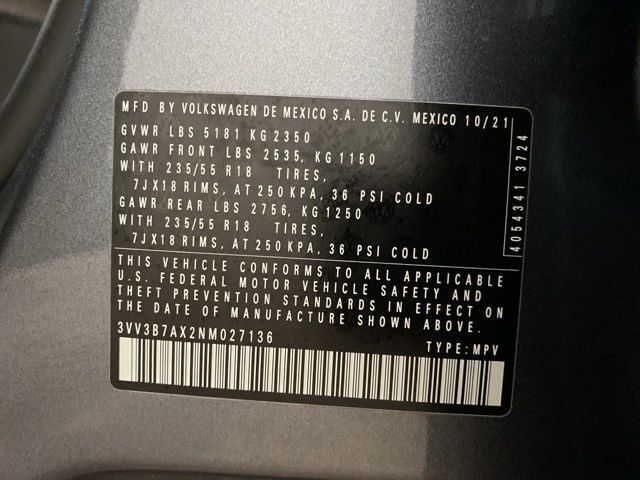 MFD BY VOLKSWAGEN DE MEXICO S.A. DE C.V. MEXICO 10/21
GVWR LBS 5181 KG 2350
GAWR FRONT LBS 2535, KG 1150
WITH 235/55 R18 TIRES,
7JX18 RIMS, AT 250 KPA, 36 PSI COLD
GAWR REAR LBS 2756, KG 1250
WITH 235/55 R18 TIRES,
7JX18 RIMS, AT 250 KPA, 36 PSI COLD
4054341 3724
THIS VEHICLE CONFORMS TO ALL APPLICABLE
U.S. FEDERAL MOTOR VEHICLE SAFETY AND
THEFT PREVENTION STANDARDS IN EFFECT ON
THE DATE OF MANUFACTURE SHOWN ABOVE.
3VV3B7AX2NM027136 TYPE: MPV